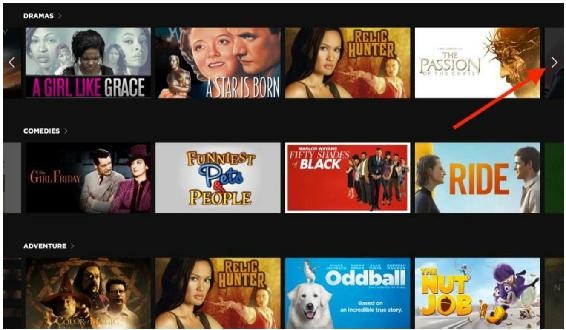 DRAMAS >
A GIRL LIKE GRACE
A STAR IS BORN
RELIC
HUNTER
THE
PASSION
OF THE CHRIST
COMEDIES >
GIRL FRIDAY
FUNNIEST
Pets
&
PEOPLE
MARLON WAYANS
FIFTY SHADES
OF BLACK
RIDE
ADVENTURE >
COLOR OF MAGIC
RELIC
HUNTER
Oddball
Based on
an incredible true story.
THE
NUT
JOB